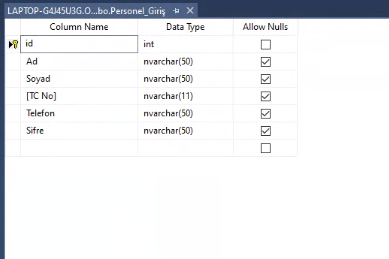 LAPTOP-G4J45U3G.O...bo.Personel_Giriş
Column Name Data Type Allow Nulls
id int
Ad nvarchar(50)
Soyad nvarchar(50)
[TC No] nvarchar(11)
Telefon nvarchar(50)
Sifre nvarchar(50)